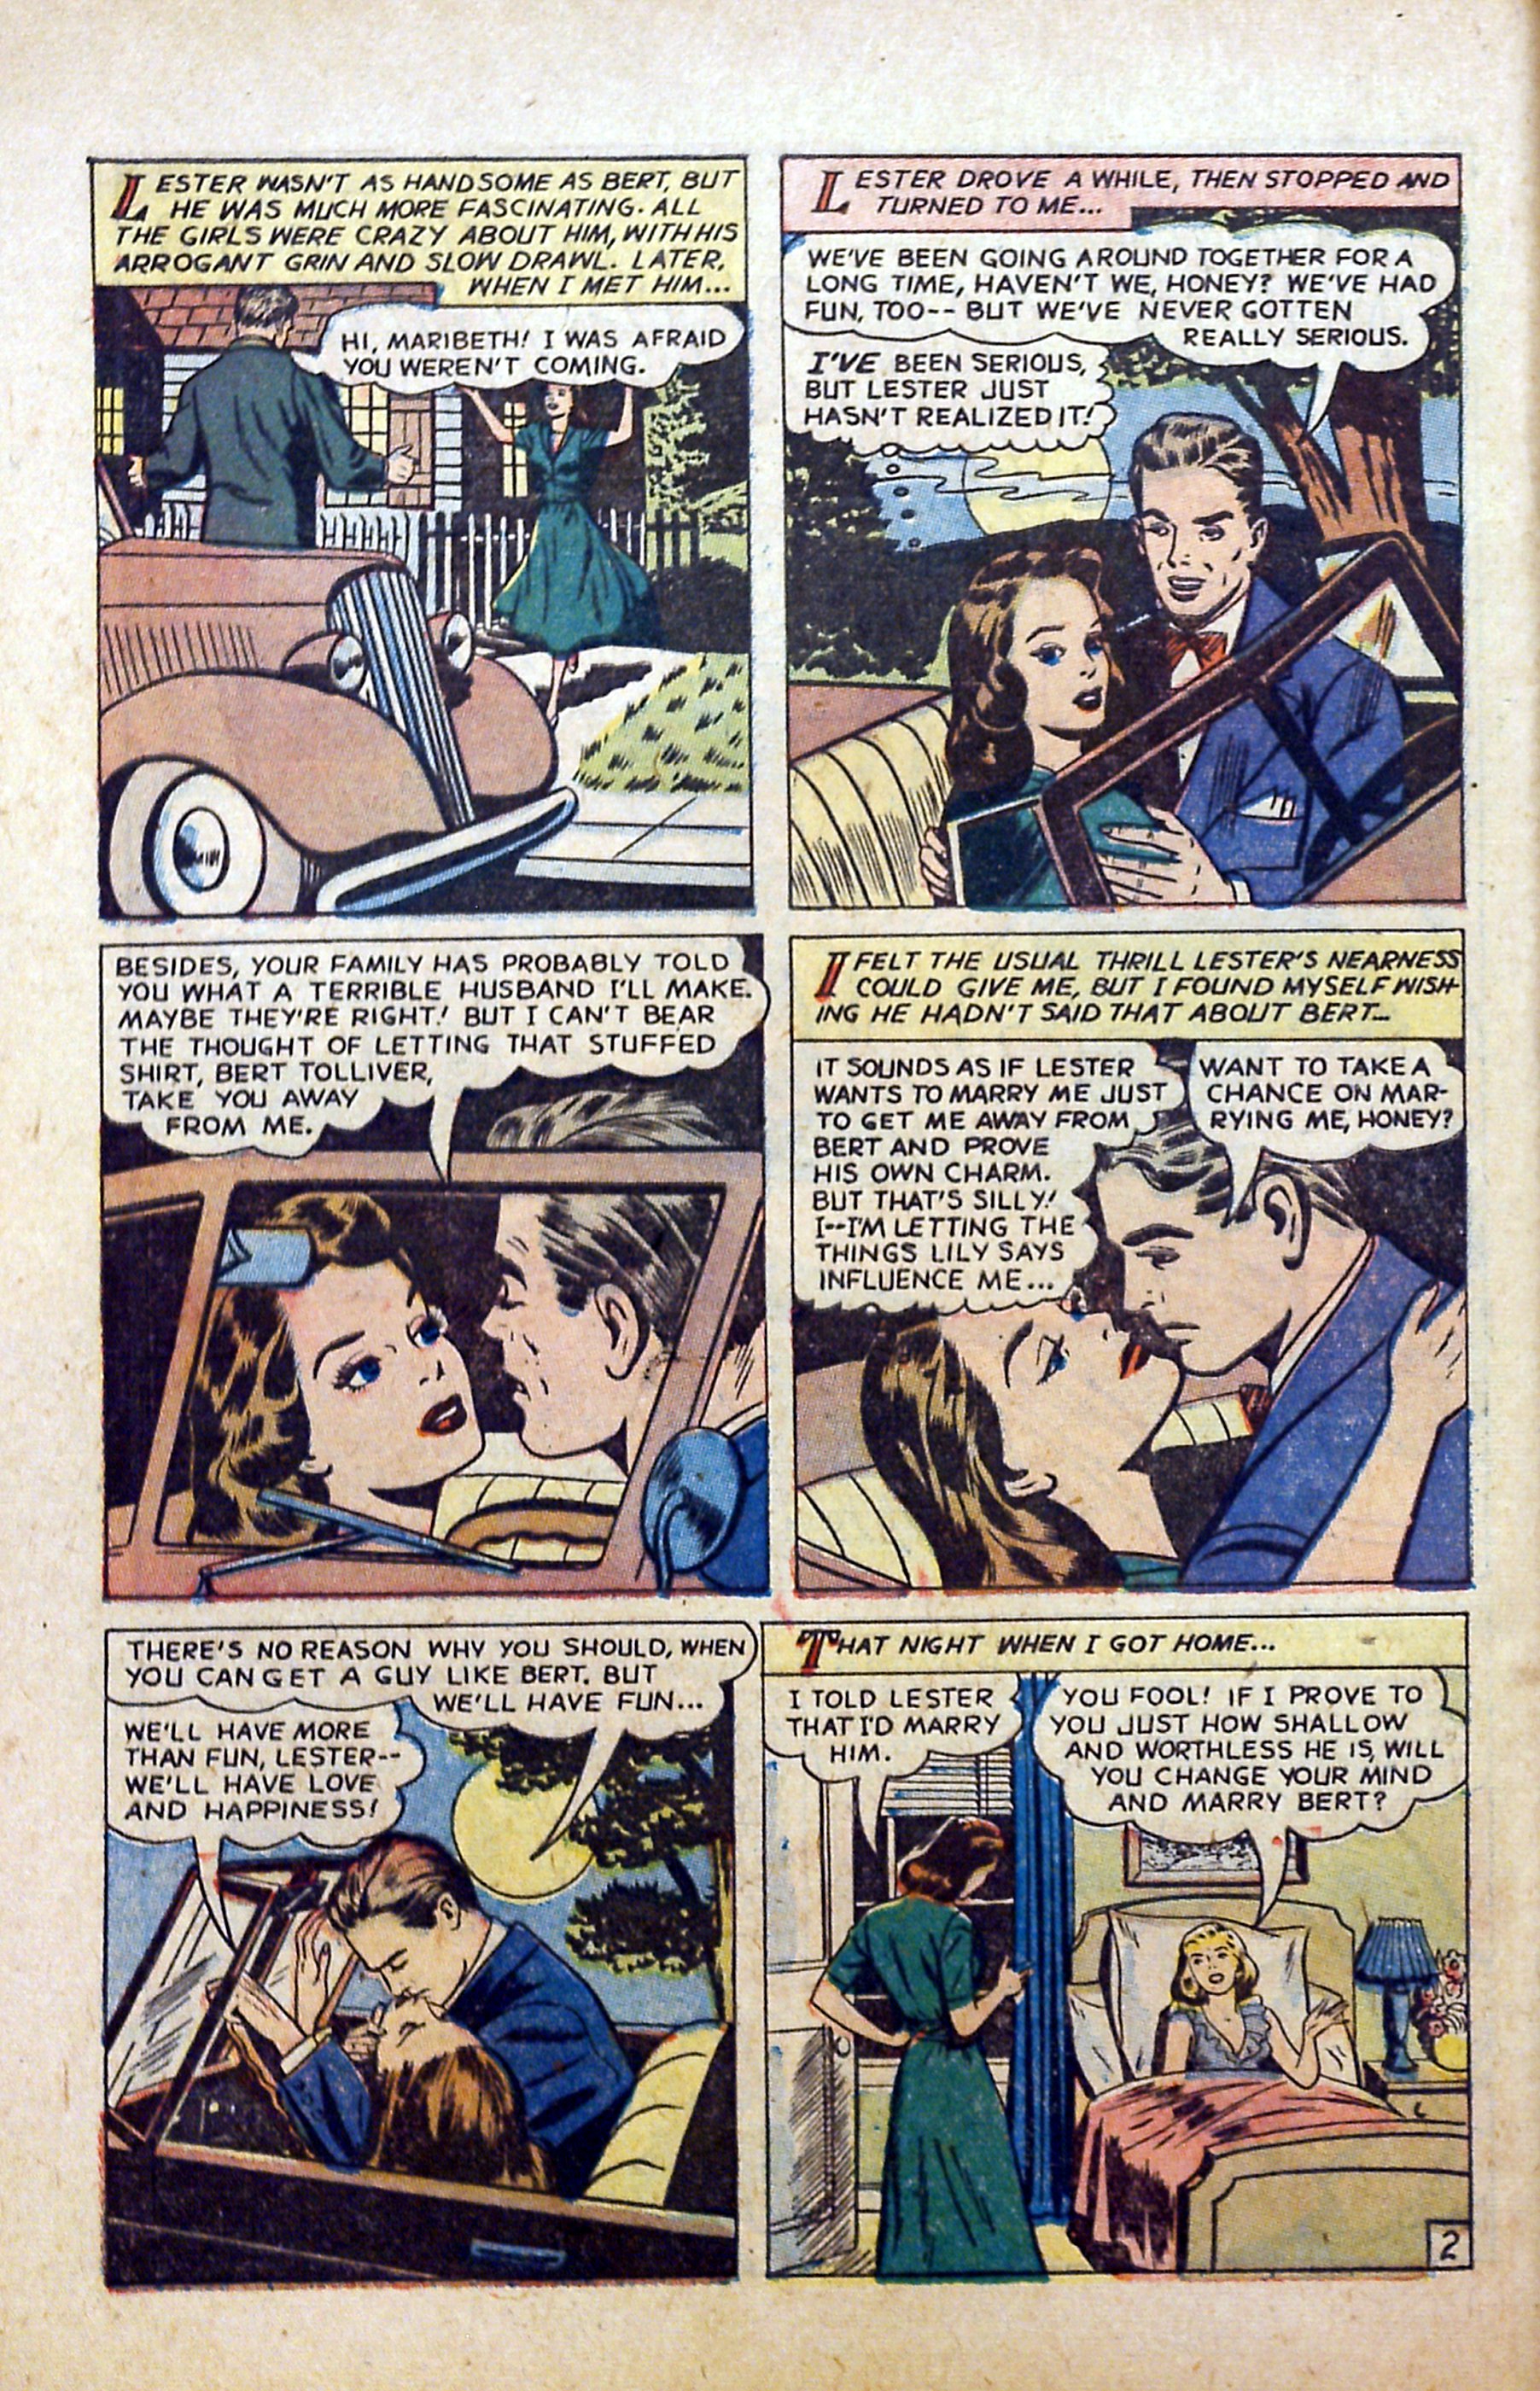 LESTER WASN'T AS HANDSOME AS BERT, BUT
HE WAS MUCH MORE FASCINATING. ALL
THE GIRLS WERE CRAZY ABOUT HIM, WITH HIS
ARROGANT GRIN AND SLOW DRAWL. LATER,
WHEN I MET HIM...
HI, MARIBETH! I WAS AFRAID
YOU WEREN'T COMING.
LESTER DROVE A WHILE, THEN STOPPED AND
TURNED TO ME...
WE'VE BEEN GOING AROUND TOGETHER FOR A
LONG TIME, HAVEN'T WE, HONEY? WE'VE HAD
FUN, TOO-- BUT WE'VE NEVER GOTTEN
REALLY SERIOUS.
I'VE BEEN SERIOUS,
BUT LESTER JUST
HASN'T REALIZED IT!
BESIDES, YOUR FAMILY HAS PROBABLY TOLD
YOU WHAT A TERRIBLE HUSBAND I'LL MAKE.
MAYBE THEY'RE RIGHT! BUT I CAN'T BEAR
THE THOUGHT OF LETTING THAT STUFFED
SHIRT, BERT TOLLIVER,
TAKE YOU AWAY
FROM ME.
I FELT THE USUAL THRILL LESTER'S NEARNESS
COULD GIVE ME, BUT I FOUND MYSELF WISH-
ING HE HADN'T SAID THAT ABOUT BERT--
IT SOUNDS AS IF LESTER
WANTS TO MARRY ME JUST
TO GET ME AWAY FROM
BERT AND PROVE
HIS OWN CHARM.
BUT THAT'S SILLY!
I--I'M LETTING THE
THINGS LILY SAYS
INFLUENCE ME...
WANT TO TAKE A
CHANCE ON MAR-
RYING ME, HONEY?
THERE'S NO REASON WHY YOU SHOULD, WHEN
YOU CAN GET A GUY LIKE BERT. BUT
WE'LL HAVE FUN...
WE'LL HAVE MORE
THAN FUN, LESTER--
WE'LL HAVE LOVE
AND HAPPINESS!
THAT NIGHT WHEN I GOT HOME...
I TOLD LESTER
THAT I'D MARRY
HIM.
YOU FOOL! IF I PROVE TO
YOU JUST HOW SHALLOW
AND WORTHLESS HE IS, WILL
YOU CHANGE YOUR MIND
AND MARRY BERT?
2